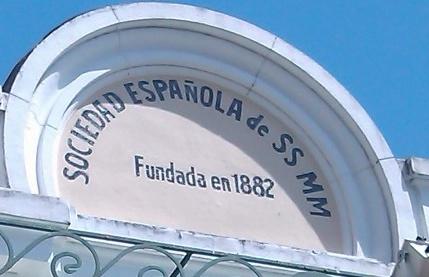 SOCIEDAD ESPAÑOLA de SS MM
Fundada en 1882